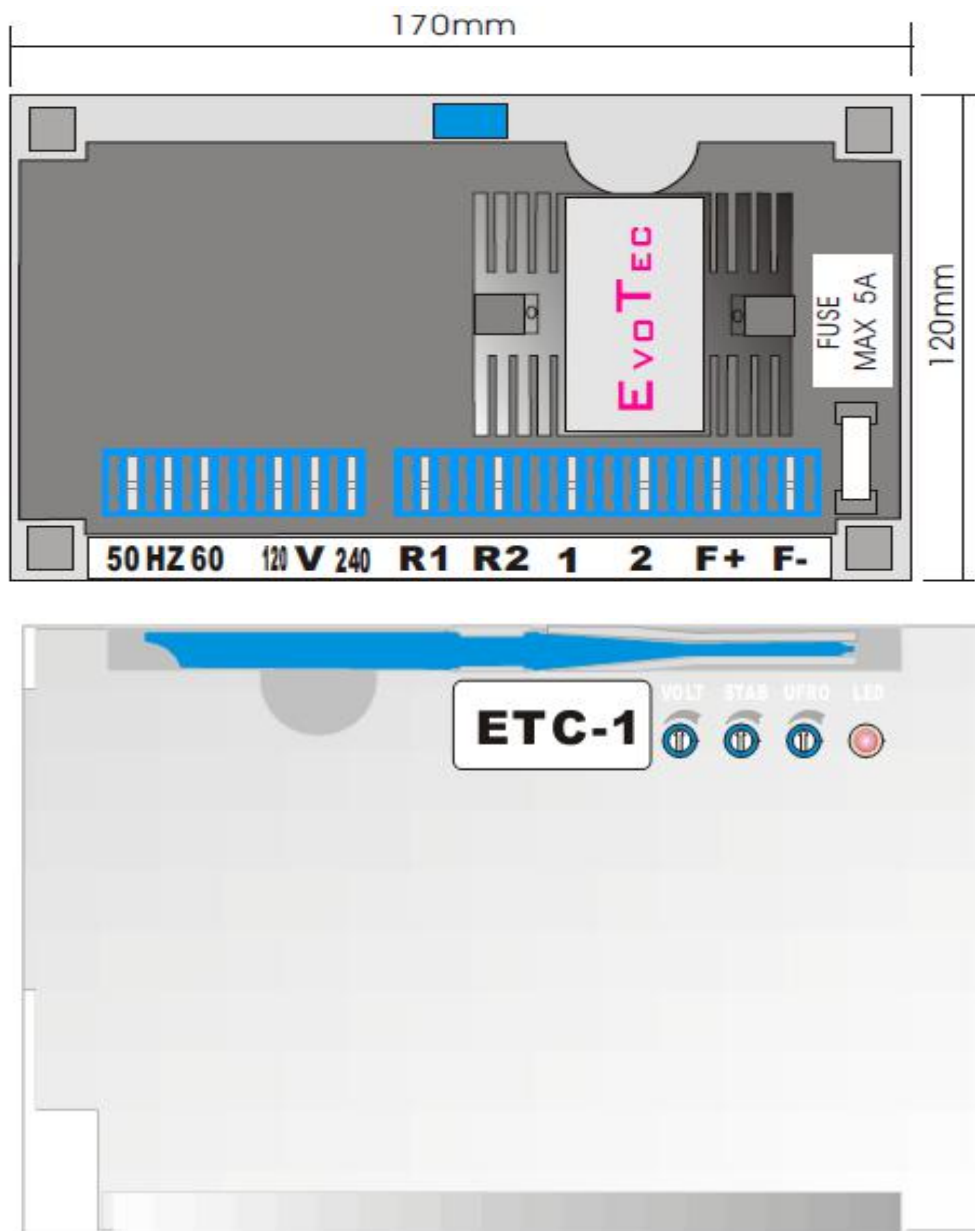 170mm
120mm
EvoTec
FUSE
MAX 5A
50 HZ 60 120 V 240 R1 R2 1 2 F+ F-
VOLT STAB UFRO LED
ETC-1